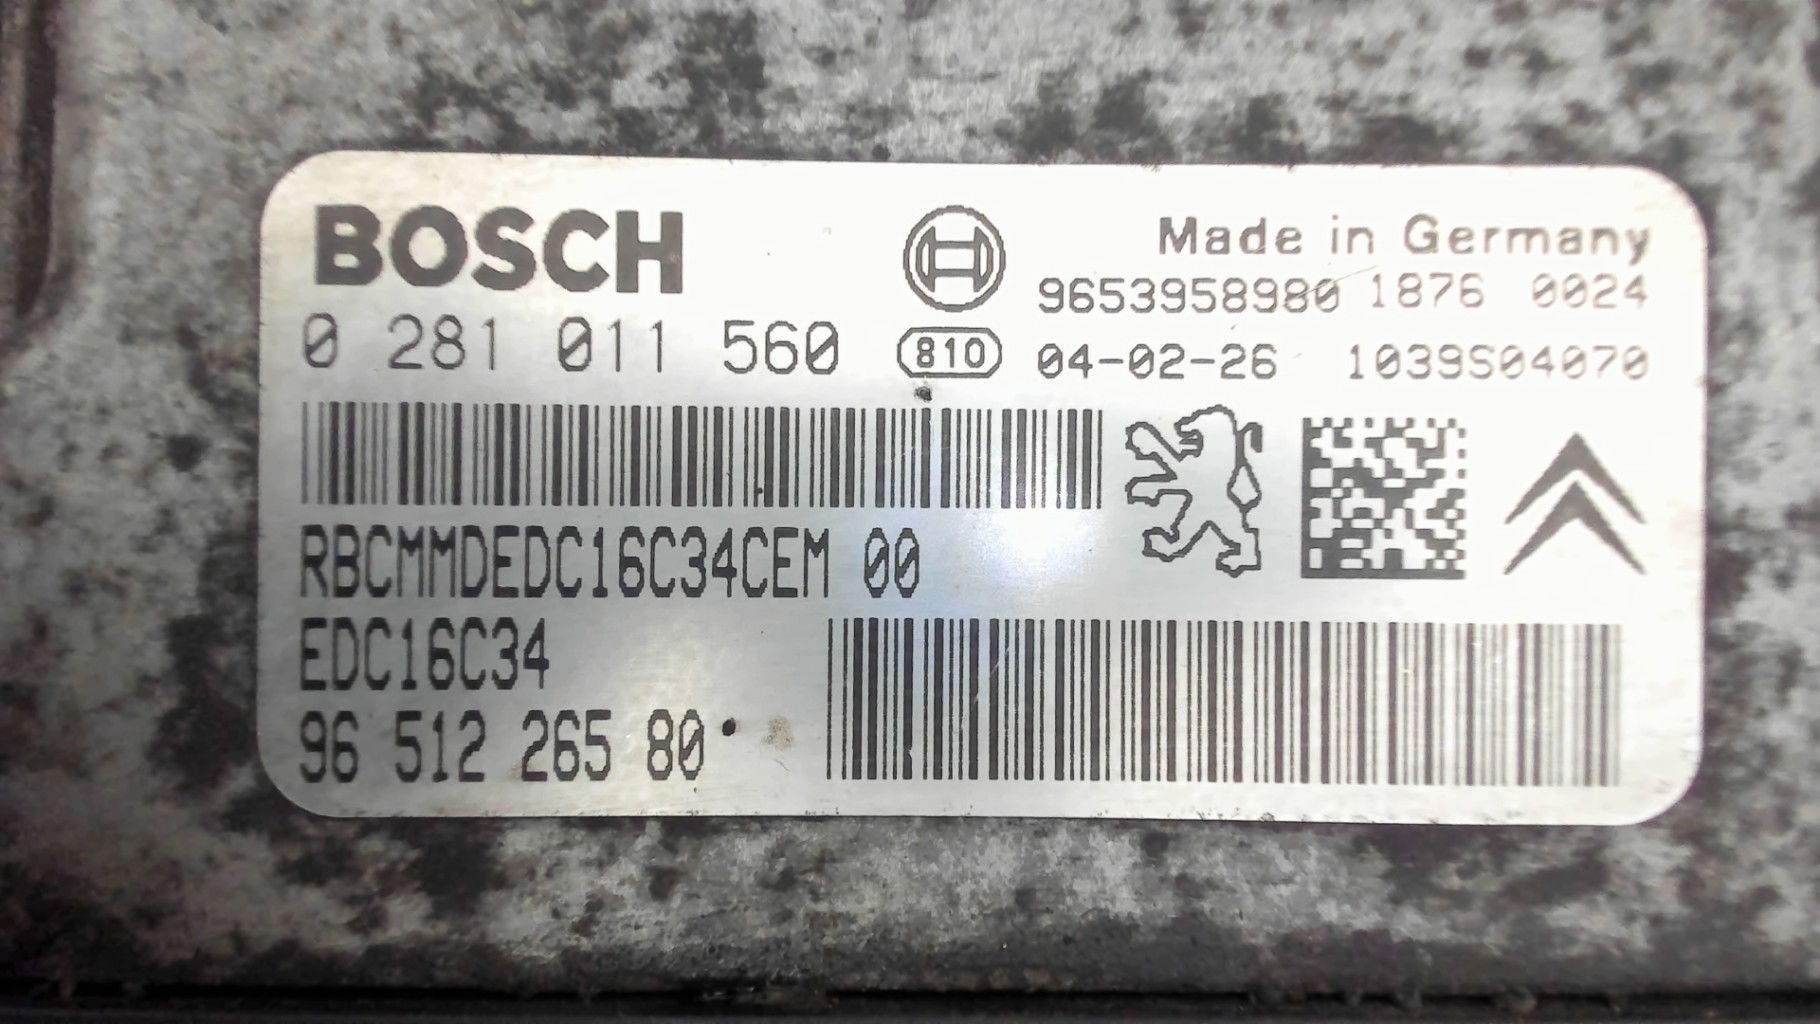 BOSCH
Made in Germany
9653958980 1876 0024
0 281 011 560 810 04-02-26 1039S04070
RBCMMDEDC16C34CEM 00
EDC16C34
96 512 265 80